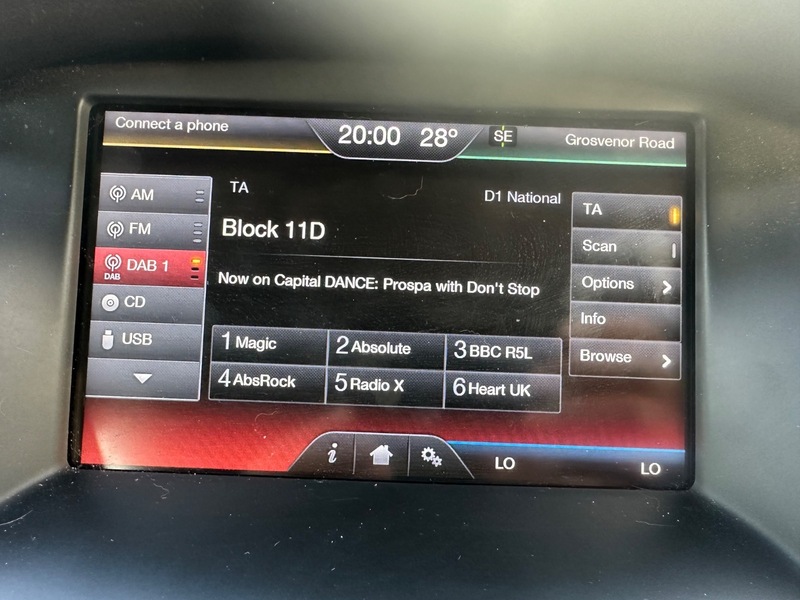 Connect a phone
20:00 28°
SE
Grosvenor Road
AM
FM
DAB DAB 1
CD
USB
TA
D1 National
Block 11D
Now on Capital DANCE: Prospa with Don't Stop
1 Magic
2 Absolute
3 BBC R5L
4 AbsRock
5 Radio X
6 Heart UK
TA
Scan
Options
Info
Browse
i
LO
LO